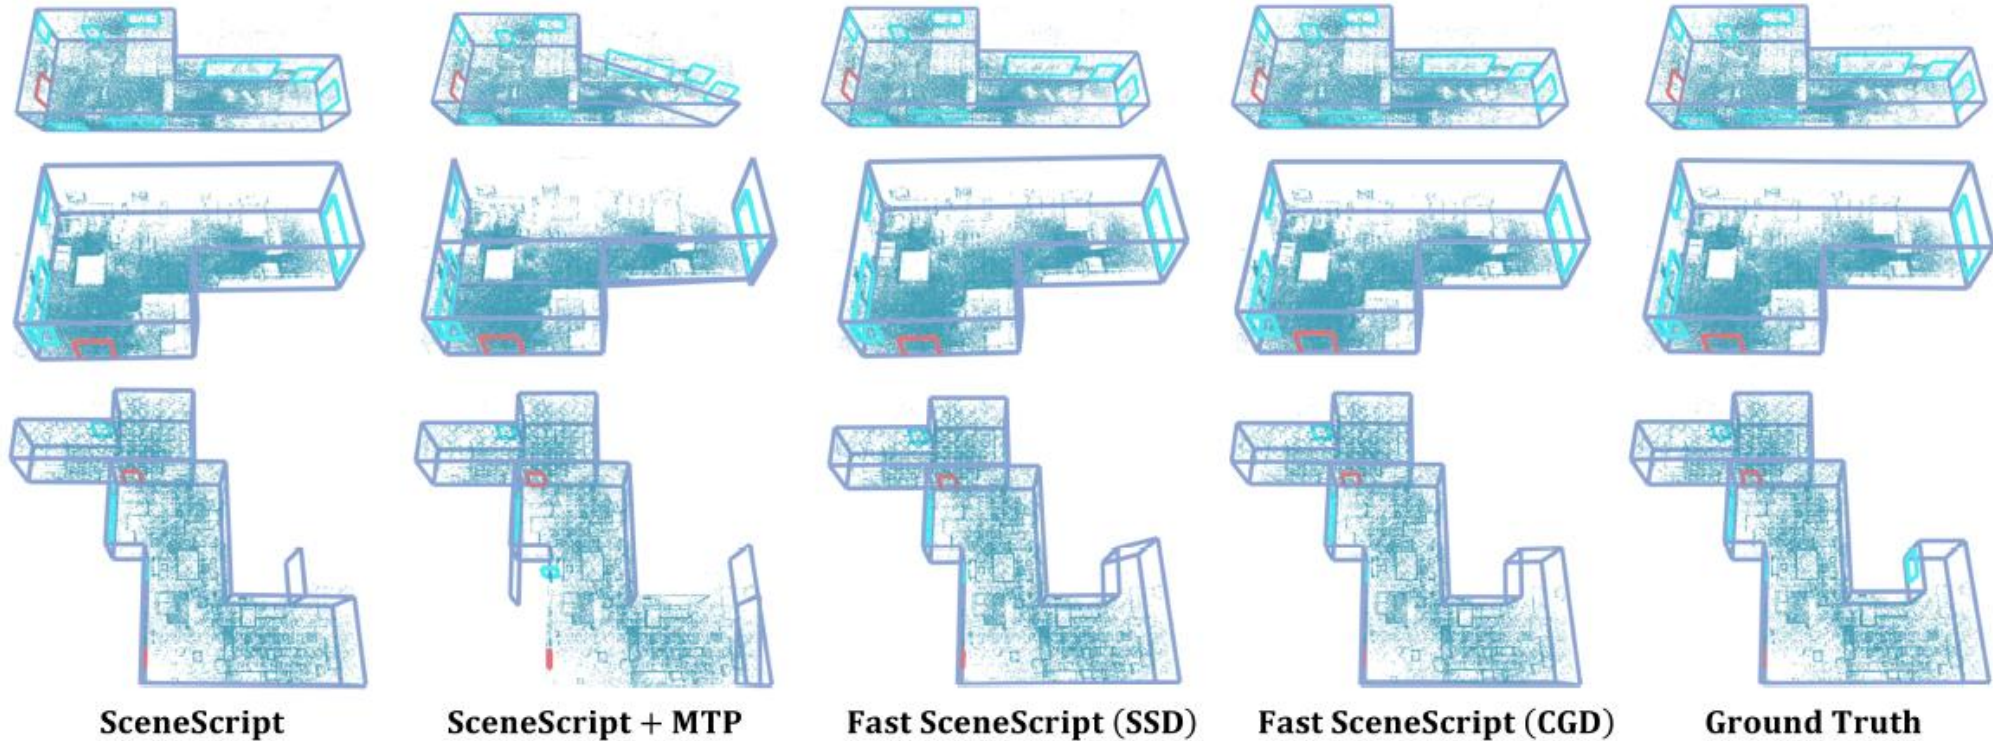 SceneScript
SceneScript + MTP
Fast SceneScript (SSD)
Fast SceneScript (CGD)
Ground Truth